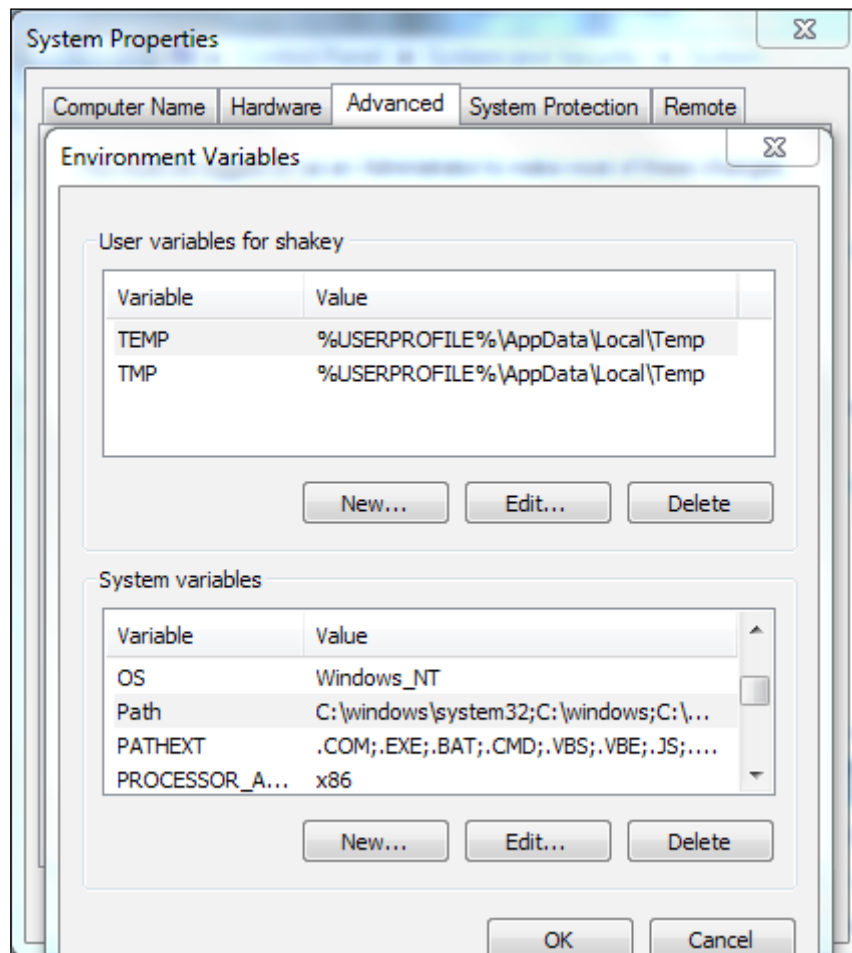 System Properties
Computer Name Hardware Advanced System Protection Remote
Environment Variables
User variables for shakey
Variable Value
TEMP %USERPROFILE%\AppData\Local\Temp
TMP %USERPROFILE%\AppData\Local\Temp
New... Edit... Delete
System variables
Variable Value
OS Windows_NT
Path C:\windows\system32;C:\windows;C:\...
PATHEXT .COM;.EXE;.BAT;.CMD;.VBS;.VBE;.JS;....
PROCESSOR_A... x86
New... Edit... Delete
OK Cancel